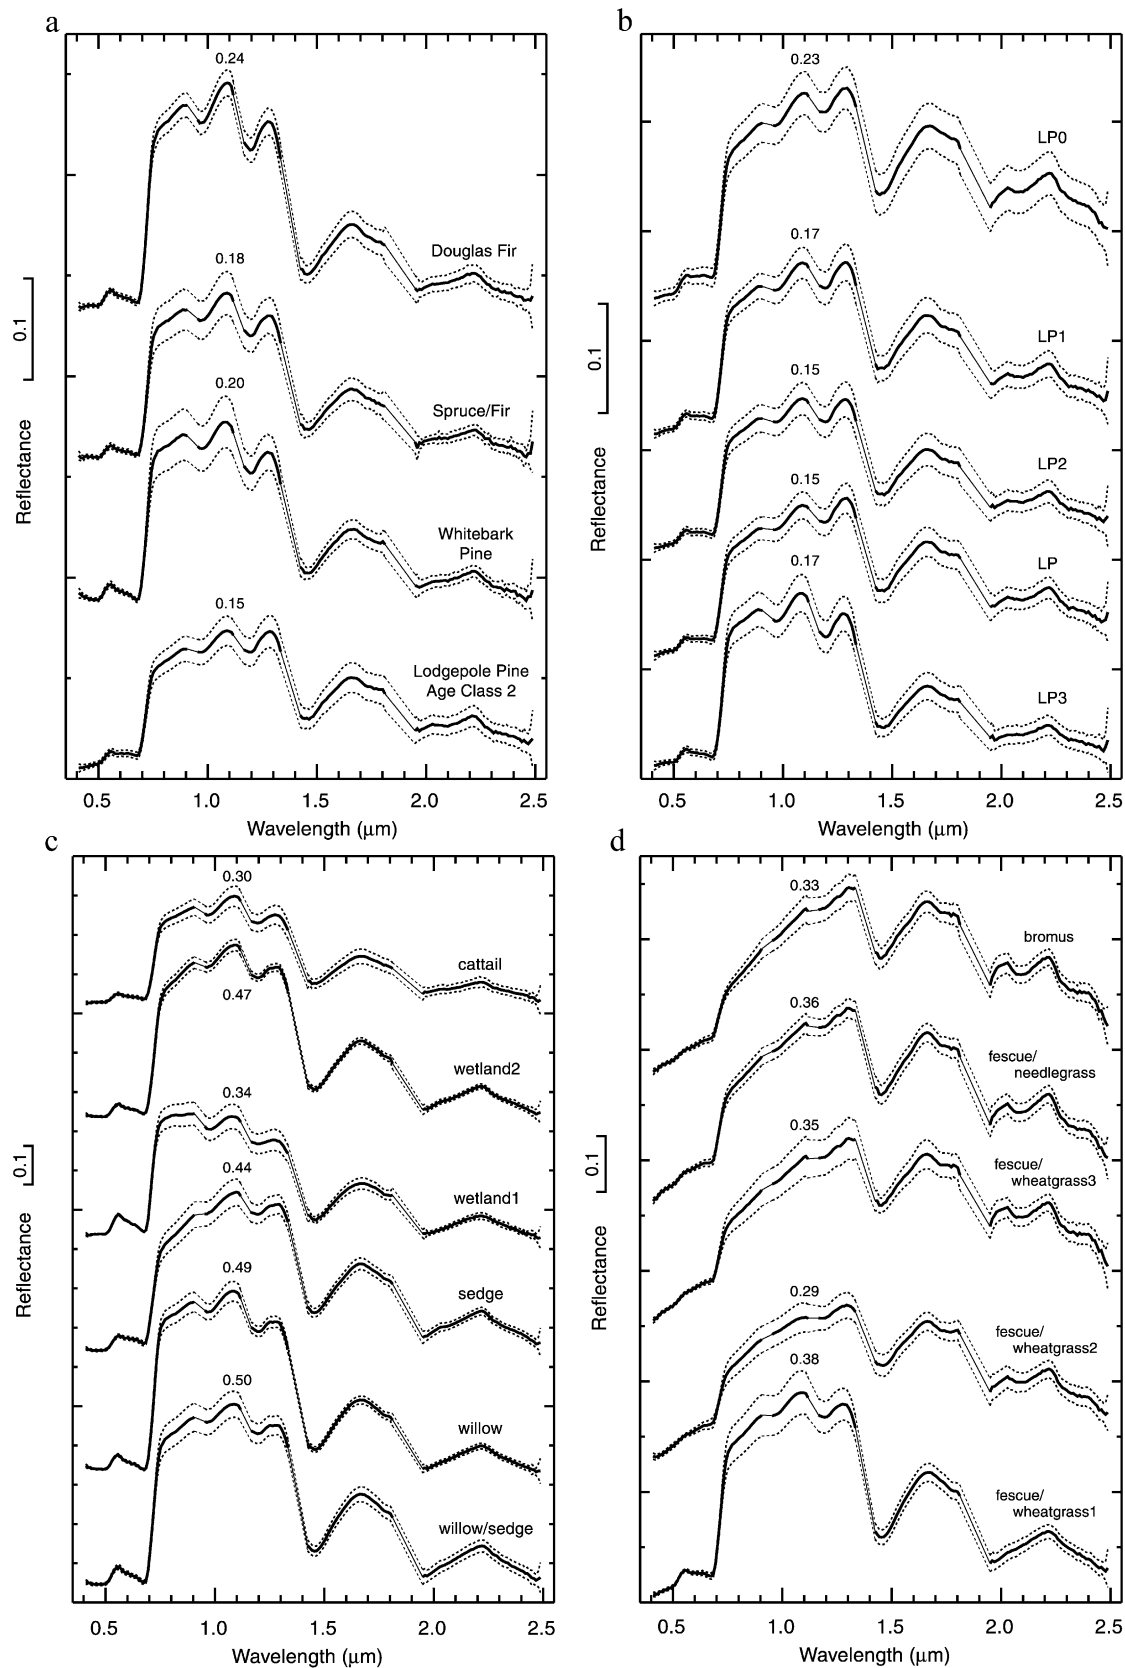 a
0.24
Douglas Fir
0.18
Spruce/Fir
0.20
Whitebark
Pine
0.15
Lodgepole Pine
Age Class 2
0.1
Reflectance
0.5 1.0 1.5 2.0 2.5
Wavelength (μm)
b
0.23
LP0
0.17
LP1
0.15
LP2
0.15
LP
0.17
LP3
0.1
Reflectance
0.5 1.0 1.5 2.0 2.5
Wavelength (μm)
c
0.30
cattail
0.47
wetland2
0.34
wetland1
0.44
sedge
0.49
willow
0.50
willow/sedge
0.1
Reflectance
0.5 1.0 1.5 2.0 2.5
Wavelength (μm)
d
0.33
bromus
0.36
fescue/
needlegrass
0.35
fescue/
wheatgrass3
0.29
fescue/
wheatgrass2
0.38
fescue/
wheatgrass1
0.1
Reflectance
0.5 1.0 1.5 2.0 2.5
Wavelength (μm)